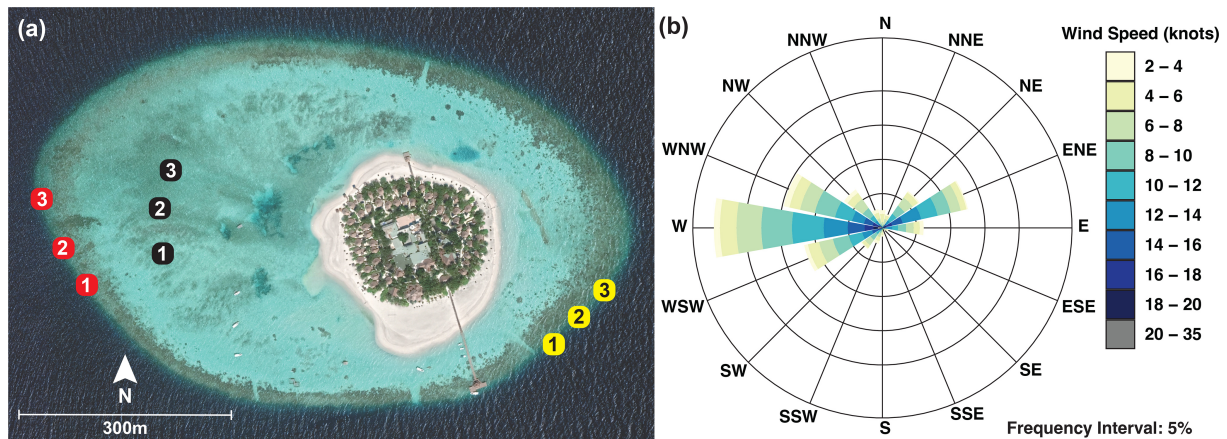 (a)
3
2
1
3
2
1
3
2
1
N
300m
(b)
N
NNE
NE
ENE
E
ESE
SE
SSE
S
SSW
SW
WSW
W
WNW
NW
NNW
Wind Speed (knots)
2 – 4
4 – 6
6 – 8
8 – 10
10 – 12
12 – 14
14 – 16
16 – 18
18 – 20
20 – 35
Frequency Interval: 5%